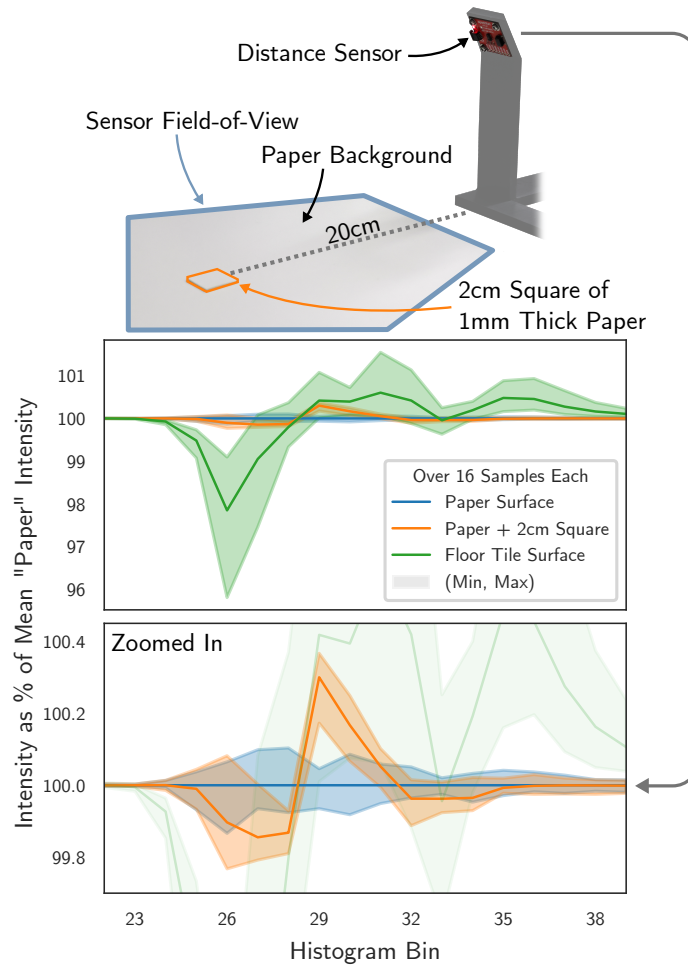 Distance Sensor
Sensor Field-of-View
Paper Background
20cm
2cm Square of
1mm Thick Paper
Intensity as % of Mean "Paper" Intensity
101
100
99
98
97
96
Over 16 Samples Each
Paper Surface
Paper + 2cm Square
Floor Tile Surface
(Min, Max)
Zoomed In
100.4
100.2
100.0
99.8
23 26 29 32 35 38
Histogram Bin